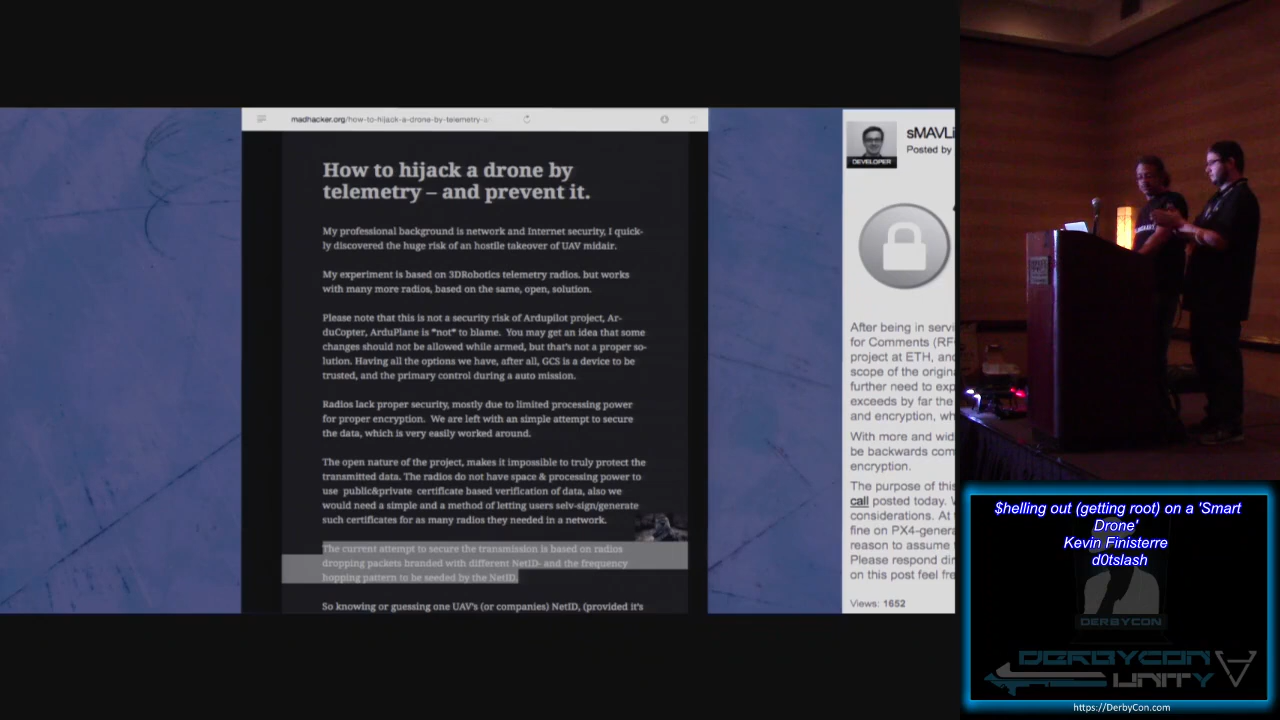 madhacker.org/how-to-hijack-a-drone-by-telemetry-a
How to hijack a drone by
telemetry – and prevent it.
My professional background is network and Internet security, I quick-
ly discovered the huge risk of an hostile takeover of UAV midair.
My experiment is based on 3DRobotics telemetry radios. but works
with many more radios, based on the same, open, solution.
Please note that this is not a security risk of Ardupilot project, Ar-
duCopter, ArduPlane is *not* to blame.  You may get an idea that some
changes should not be allowed while armed, but that's not a proper so-
lution. Having all the options we have, after all, GCS is a device to be
trusted, and the primary control during a auto mission.
Radios lack proper security, mostly due to limited processing power
for proper encryption.  We are left with an simple attempt to secure
the data, which is very easily worked around.
The open nature of the project, makes it impossible to truly protect the
transmitted data. The radios do not have space & processing power to
use  public&private  certificate based verification of data, also we
would need a simple and a method of letting users selv-sign/generate
such certificates for as many radios they needed in a network.
The current attempt to secure the transmission is based on radios
dropping packets branded with different NetID- and the frequency
hopping pattern to be seeded by the NetID.
So knowing or guessing one UAV's (or companies) NetID, (provided it's
sMAVLi
Posted by
DEVELOPER
After being in servi
for Comments (RF
project at ETH, and
scope of the origina
further need to exp
exceeds by far the
and encryption, wh
With more and wid
be backwards com
encryption.
The purpose of this
call posted today. W
considerations. At
fine on PX4-genera
reason to assume
Please respond dir
on this post feel fre
Views: 1652
$helling out (getting root) on a 'Smart
Drone'
Kevin Finisterre
d0tslash
DERBYCON
DERBYCON
UNITY
https://DerbyCon.com